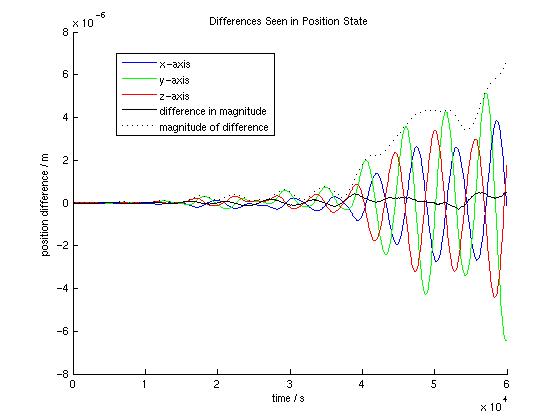 Differences Seen in Position State
x 10^-6
8
6
4
2
0
-2
-4
-6
-8
position difference / m
x-axis
y-axis
z-axis
difference in magnitude
magnitude of difference
0 1 2 3 4 5 6
x 10^4
time / s